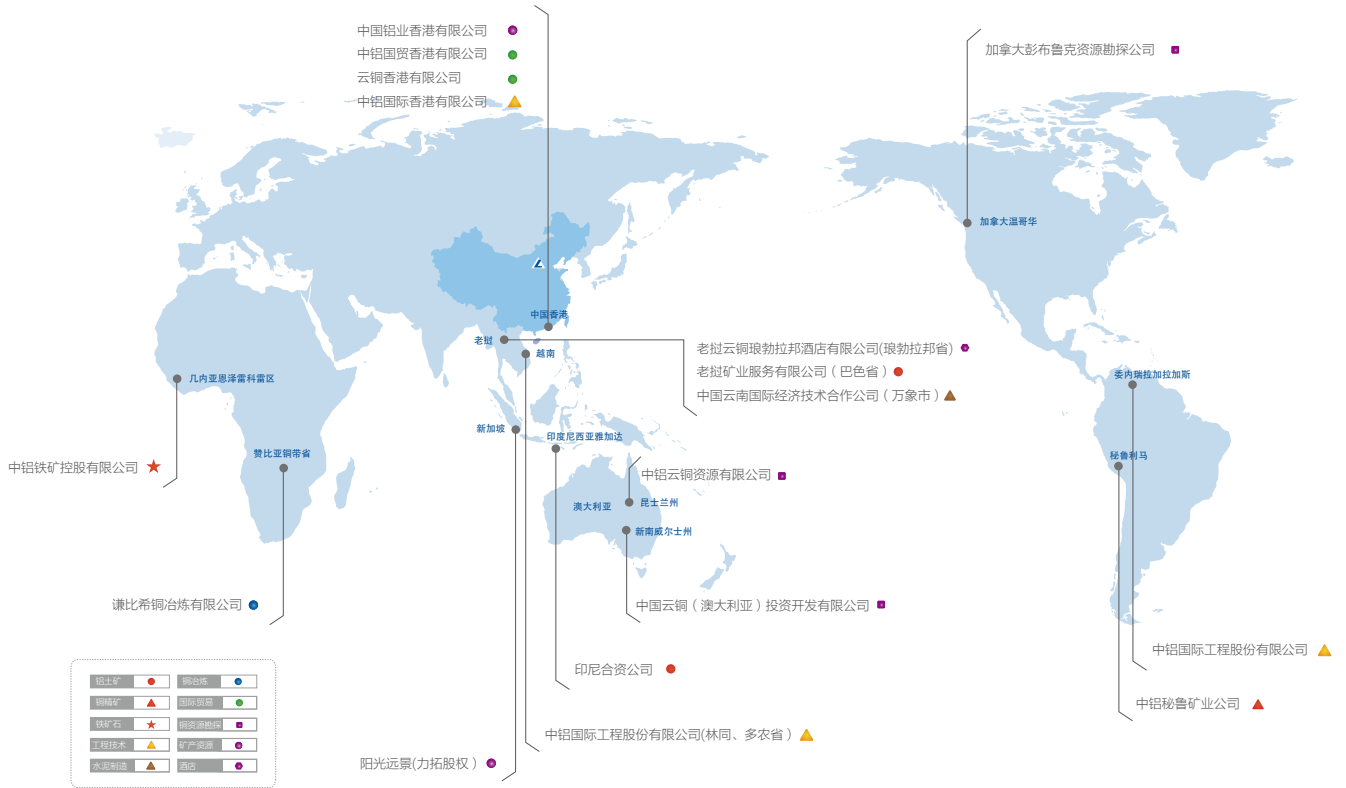 中国铝业香港有限公司
中铝国贸香港有限公司
云铜香港有限公司
中铝国际香港有限公司
加拿大彭布鲁克资源勘探公司
加拿大温哥华
中国香港
老挝
越南
老挝云铜琅勃拉邦酒店有限公司(琅勃拉邦省)
老挝矿业服务有限公司（巴色省）
中国云南国际经济技术合作公司（万象市）
几内亚恩泽雷科雷区
委内瑞拉加拉加斯
新加坡
印度尼西亚雅加达
赞比亚铜带省
秘鲁利马
中铝铁矿控股有限公司
中铝云铜资源有限公司
澳大利亚
昆士兰州
新南威尔士州
谦比希铜冶炼有限公司
中国云铜（澳大利亚）投资开发有限公司
印尼合资公司
中铝国际工程股份有限公司
中铝秘鲁矿业公司
中铝国际工程股份有限公司(林同、多农省）
阳光远景(力拓股权）
铝土矿 铜冶炼
铜精矿 国际贸易
铁矿石 铜资源勘探
工程技术 矿产资源
水泥制造 酒店